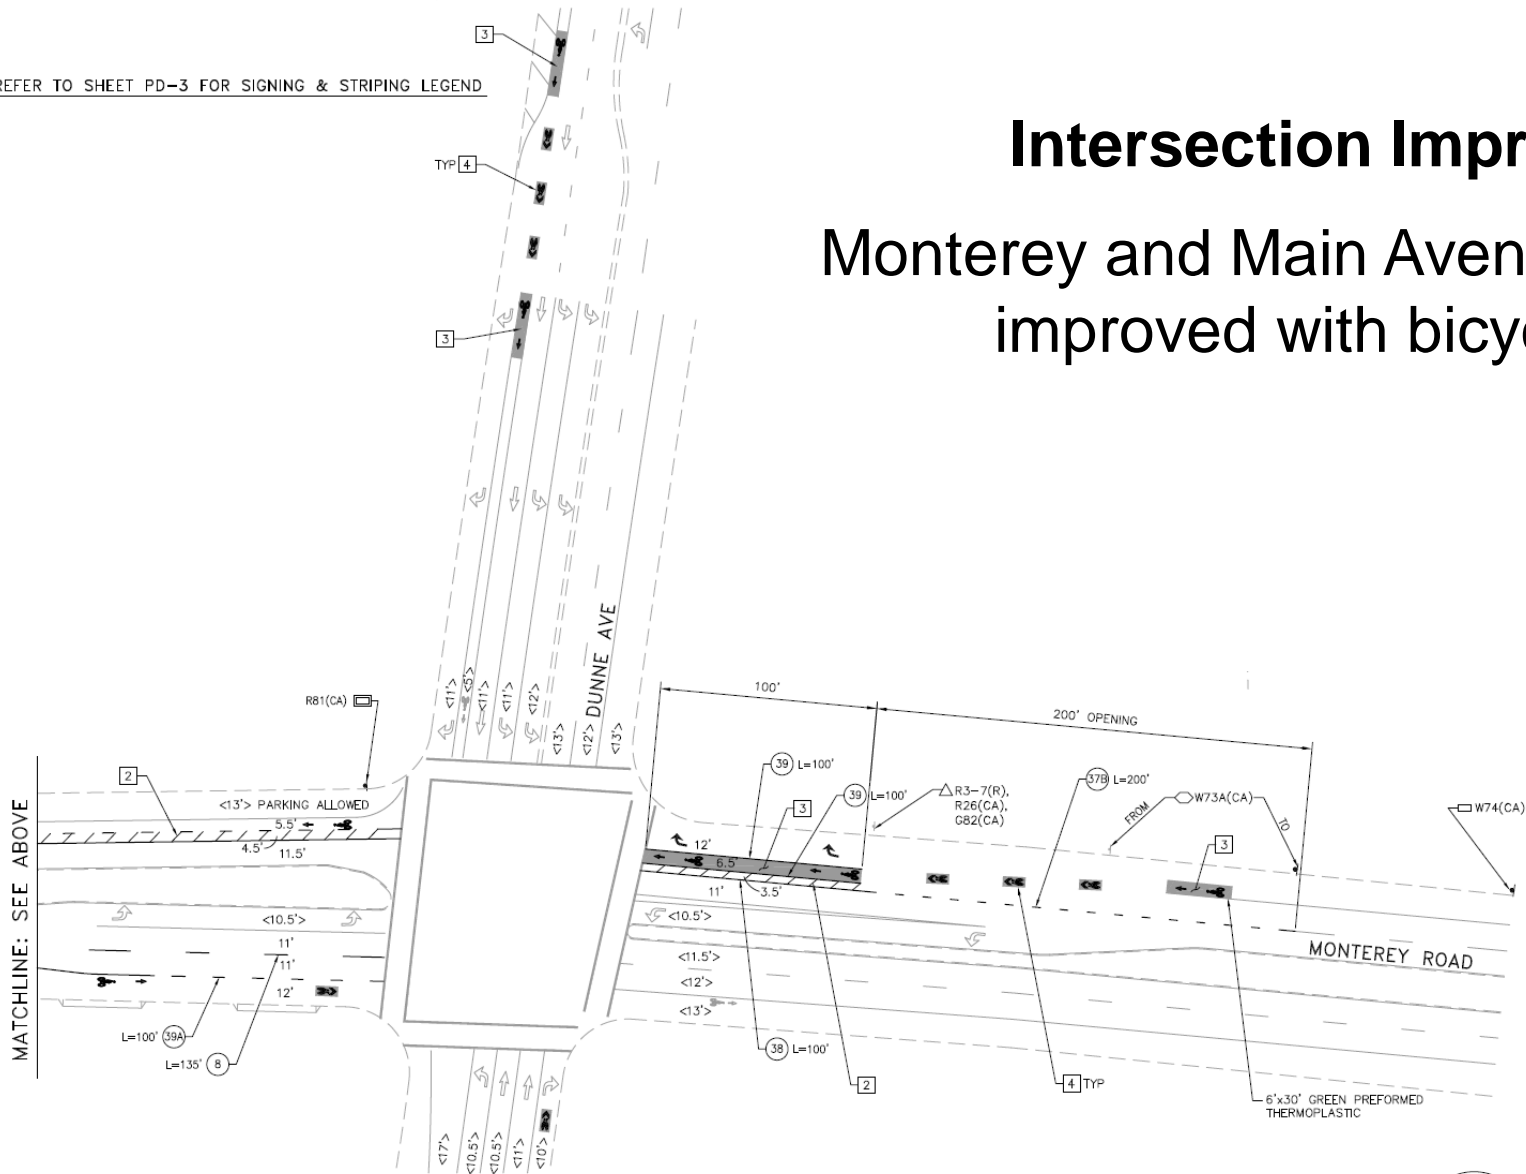 REFER TO SHEET PD-3 FOR SIGNING & STRIPING LEGEND
3
Intersection Impr
TYP 4
Monterey and Main Aven
improved with bicy
3
DUNNE AVE
<11'>
<5'>
<11'>
<11'>
<12'>
<13'>
<12'>
<13'>
R81(CA)
100'
200' OPENING
2
<13'> PARKING ALLOWED
5.5'
4.5'
11.5'
<10.5'>
11'
11'
12'
MATCHLINE: SEE ABOVE
L=100' 39A
L=135' 8
39 L=100'
3
39 L=100'
R3-7(R),
R26(CA),
G82(CA)
37B L=200'
FROM
W73A(CA)
TO
W74(CA)
3
12'
6.5'
11'
3.5'
<10.5'>
<11.5'>
<12'>
<13'>
MONTEREY ROAD
38 L=100'
2
4 TYP
6'x30' GREEN PREFORMED
THERMOPLASTIC
<17'>
<10.5'>
<10.5'>
<11'>
<10'>